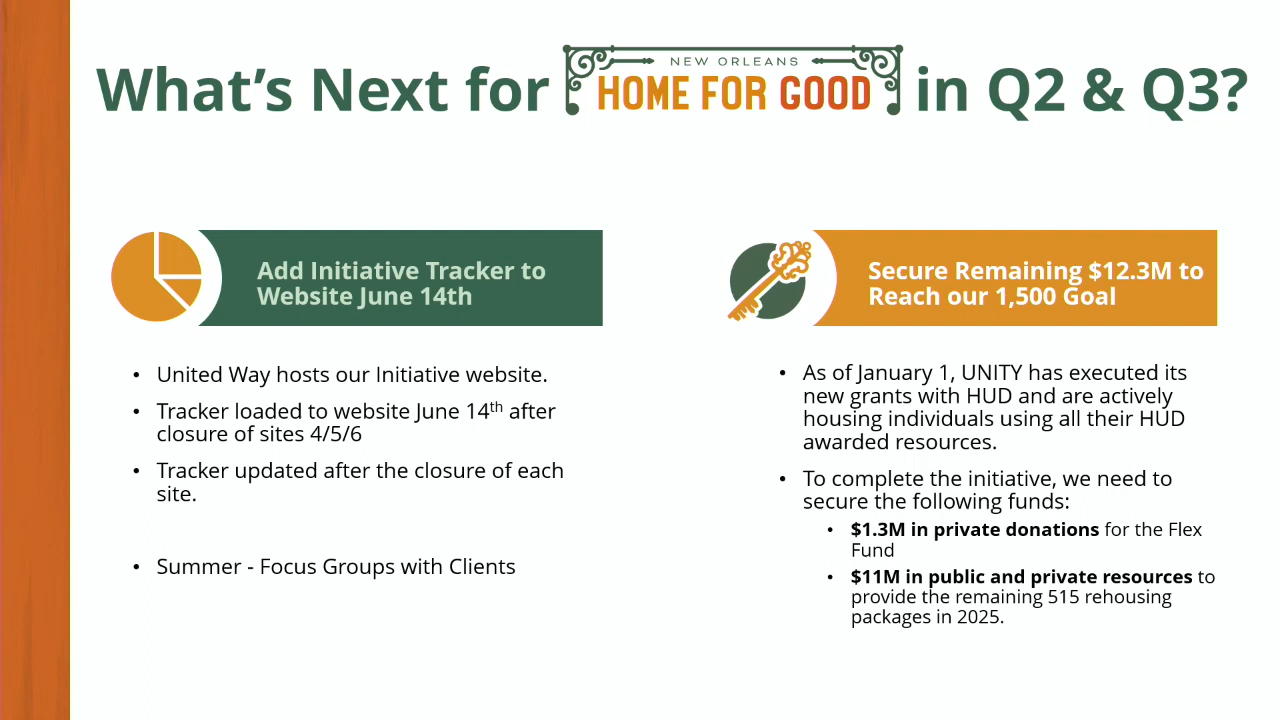 What's Next for NEW ORLEANS HOME FOR GOOD in Q2 & Q3?
Add Initiative Tracker to
Website June 14th
• United Way hosts our Initiative website.
• Tracker loaded to website June 14th after
closure of sites 4/5/6
• Tracker updated after the closure of each
site.
• Summer - Focus Groups with Clients
Secure Remaining $12.3M to
Reach our 1,500 Goal
• As of January 1, UNITY has executed its
new grants with HUD and are actively
housing individuals using all their HUD
awarded resources.
• To complete the initiative, we need to
secure the following funds:
• $1.3M in private donations for the Flex
Fund
• $11M in public and private resources to
provide the remaining 515 rehousing
packages in 2025.